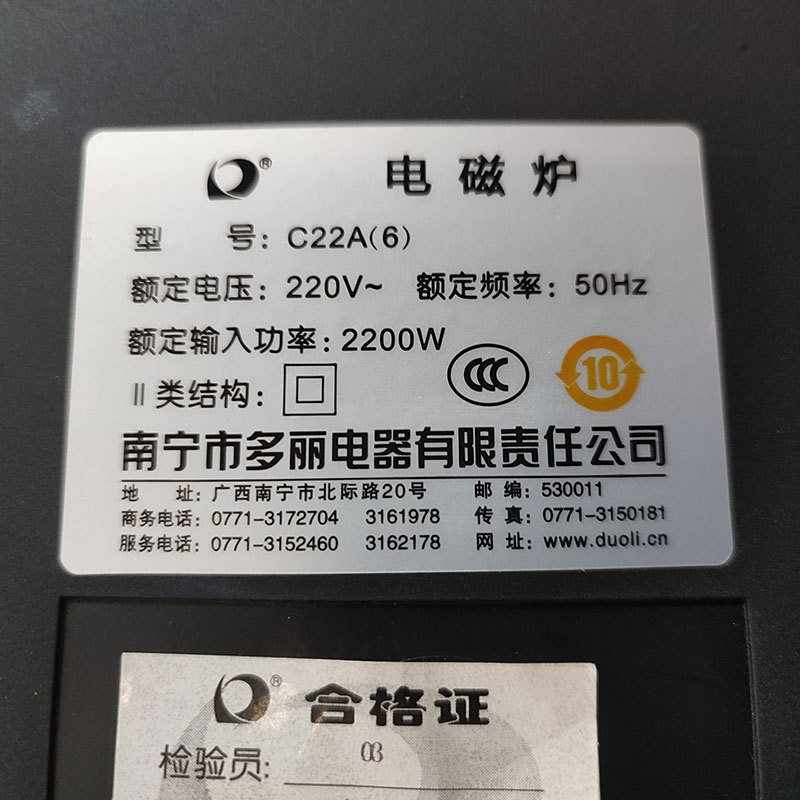 ® 电磁炉
型 号: C22A(6)
额定电压: 220V~ 额定频率: 50Hz
额定输入功率: 2200W
CCC 10
Ⅱ类结构:
南宁市多丽电器有限责任公司
地 址: 广西南宁市北际路20号 邮 编: 530011
商务电话: 0771-3172704 3161978 传 真: 0771-3150181
服务电话: 0771-3152460 3162178 网 址: www.duoli.cn
® 合格证
检验员: 03